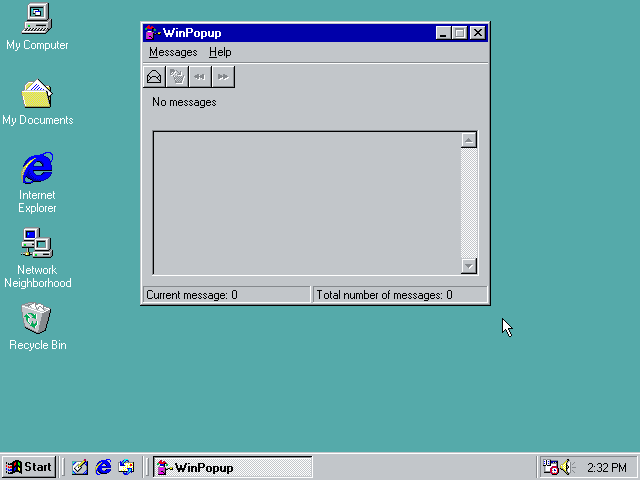 My Computer
My Documents
Internet
Explorer
Network
Neighborhood
Recycle Bin
WinPopup
Messages Help
No messages
Current message: 0 Total number of messages: 0
Start
WinPopup
2:32 PM